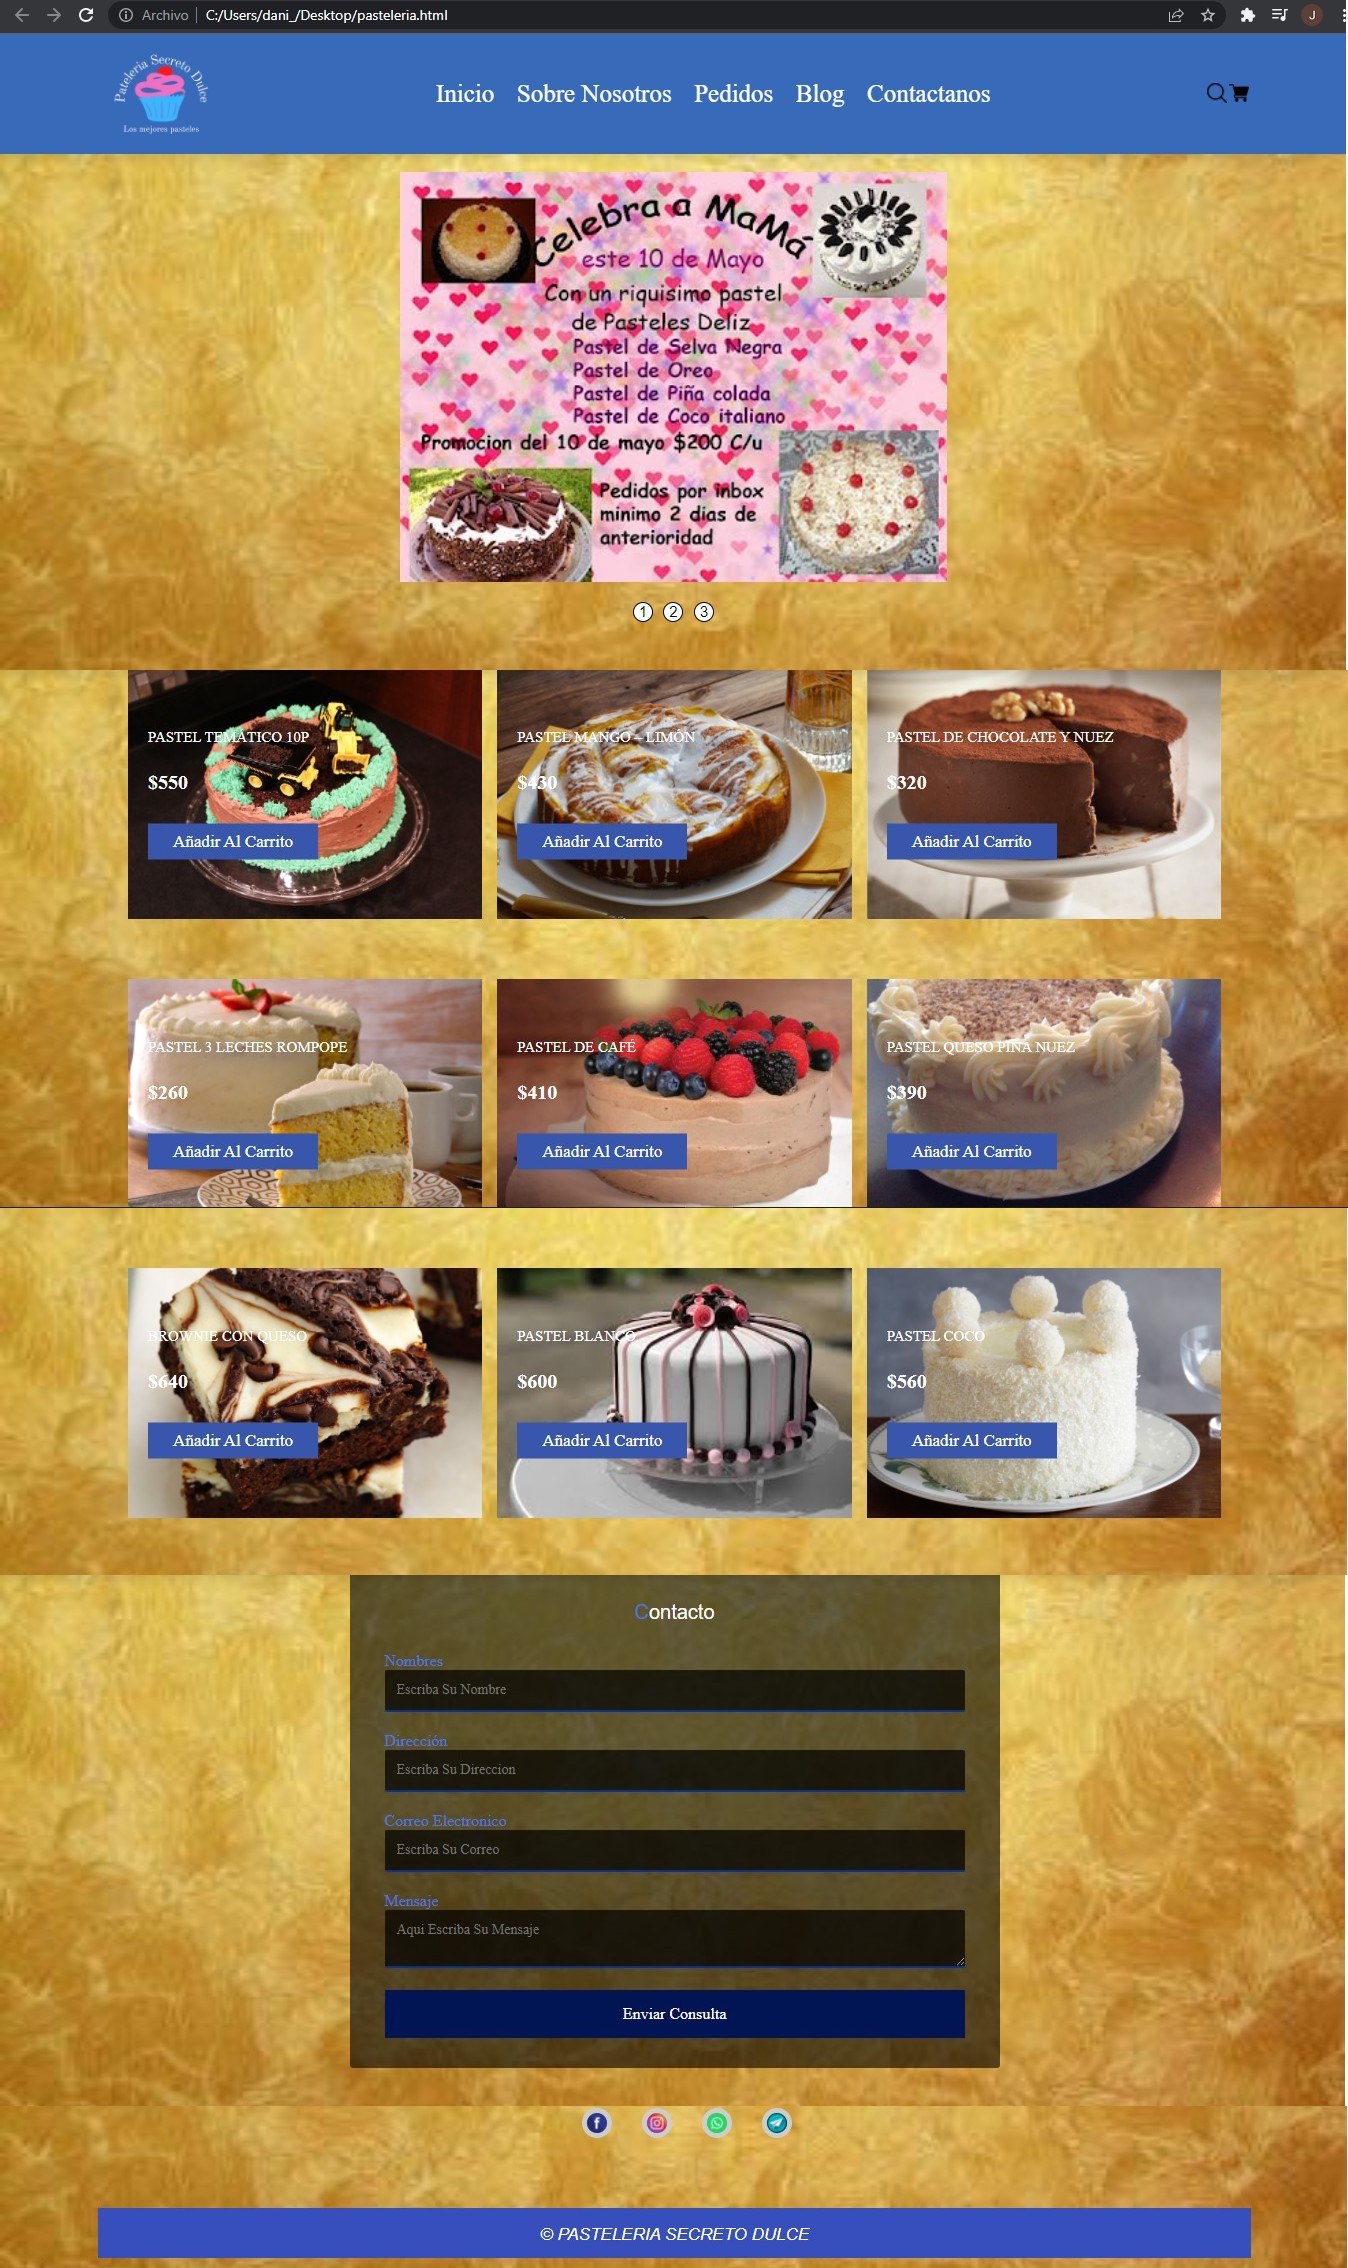 Archivo
C:/Users/dani_/Desktop/pasteleria.html
J
Pateleria Secreto Dulce
Los mejores pasteles
Inicio Sobre Nosotros Pedidos Blog Contactanos
Celebra a MaMá
este 10 de Mayo
Con un riquisimo pastel
de Pasteles Deliz
Pastel de Selva Negra
Pastel de Oreo
Pastel de Piña colada
Pastel de Coco italiano
Promocion del 10 de mayo $200 C/u
Pedidos por inbox
minimo 2 dias de
anterioridad
1 2 3
PASTEL TEMÁTICO 10P
$550
Añadir Al Carrito
PASTEL MANGO – LIMÓN
$430
Añadir Al Carrito
PASTEL DE CHOCOLATE Y NUEZ
$320
Añadir Al Carrito
PASTEL 3 LECHES ROMPOPE
$260
Añadir Al Carrito
PASTEL DE CAFÉ
$410
Añadir Al Carrito
PASTEL QUESO PIÑA NUEZ
$390
Añadir Al Carrito
BROWNIE CON QUESO
$640
Añadir Al Carrito
PASTEL BLANCO
$600
Añadir Al Carrito
PASTEL COCO
$560
Añadir Al Carrito
Contacto
Nombres
Escriba Su Nombre
Dirección
Escriba Su Direccion
Correo Electronico
Escriba Su Correo
Mensaje
Aqui Escriba Su Mensaje
Enviar Consulta
© PASTELERIA SECRETO DULCE